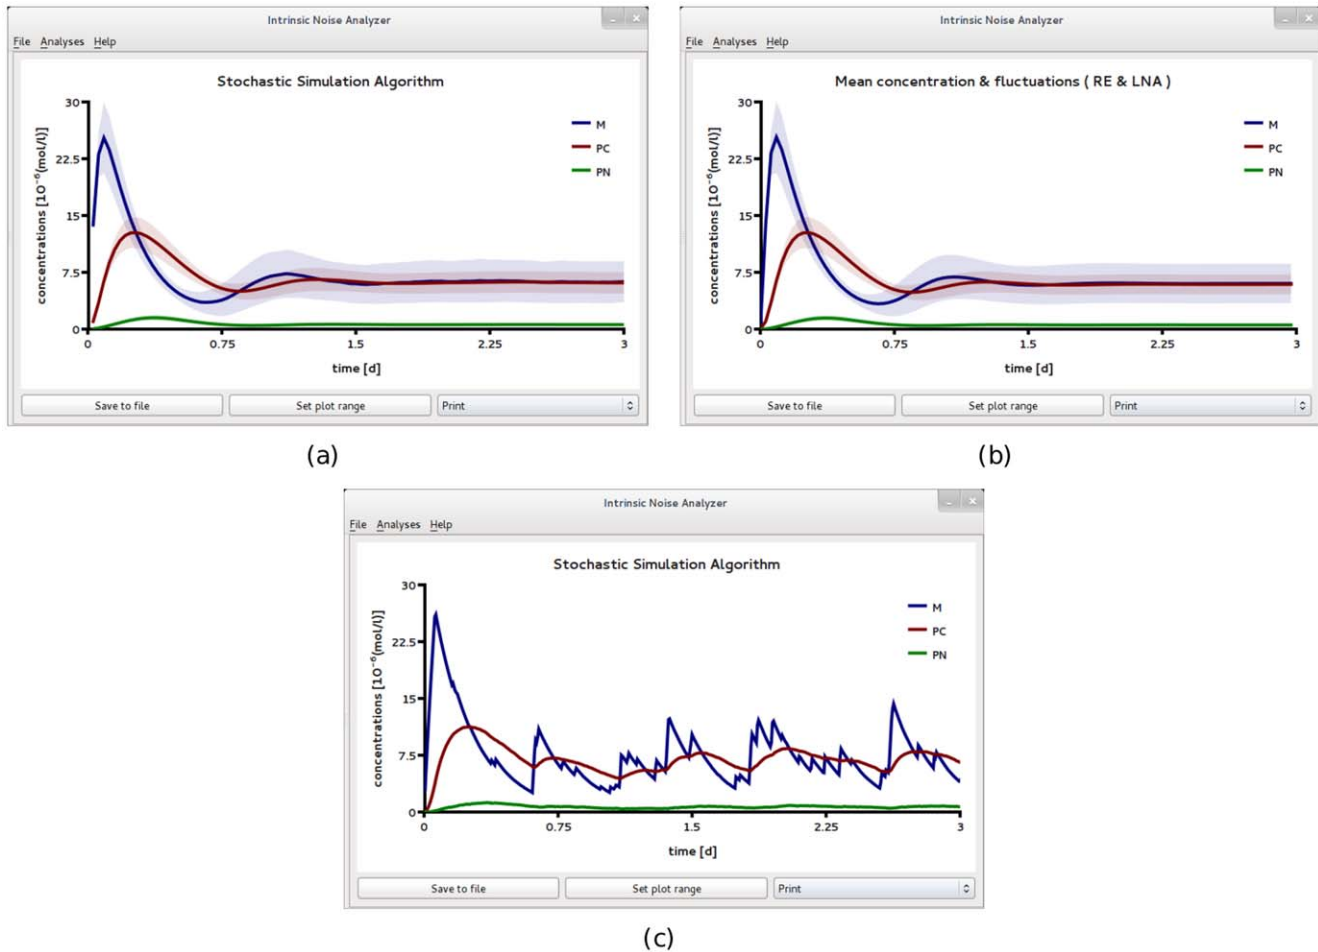 Intrinsic Noise Analyzer
File Analyses Help
Stochastic Simulation Algorithm
30
22.5
15
7.5
0
concentrations [10⁻⁶(mol/l)]
M
PC
PN
0 0.75 1.5 2.25 3
time [d]
Save to file Set plot range Print
(a)
Intrinsic Noise Analyzer
File Analyses Help
Mean concentration & fluctuations ( RE & LNA )
30
22.5
15
7.5
0
concentrations [10⁻⁶(mol/l)]
M
PC
PN
0 0.75 1.5 2.25 3
time [d]
Save to file Set plot range Print
(b)
Intrinsic Noise Analyzer
File Analyses Help
Stochastic Simulation Algorithm
30
22.5
15
7.5
0
concentrations [10⁻⁶(mol/l)]
M
PC
PN
0 0.75 1.5 2.25 3
time [d]
Save to file Set plot range Print
(c)